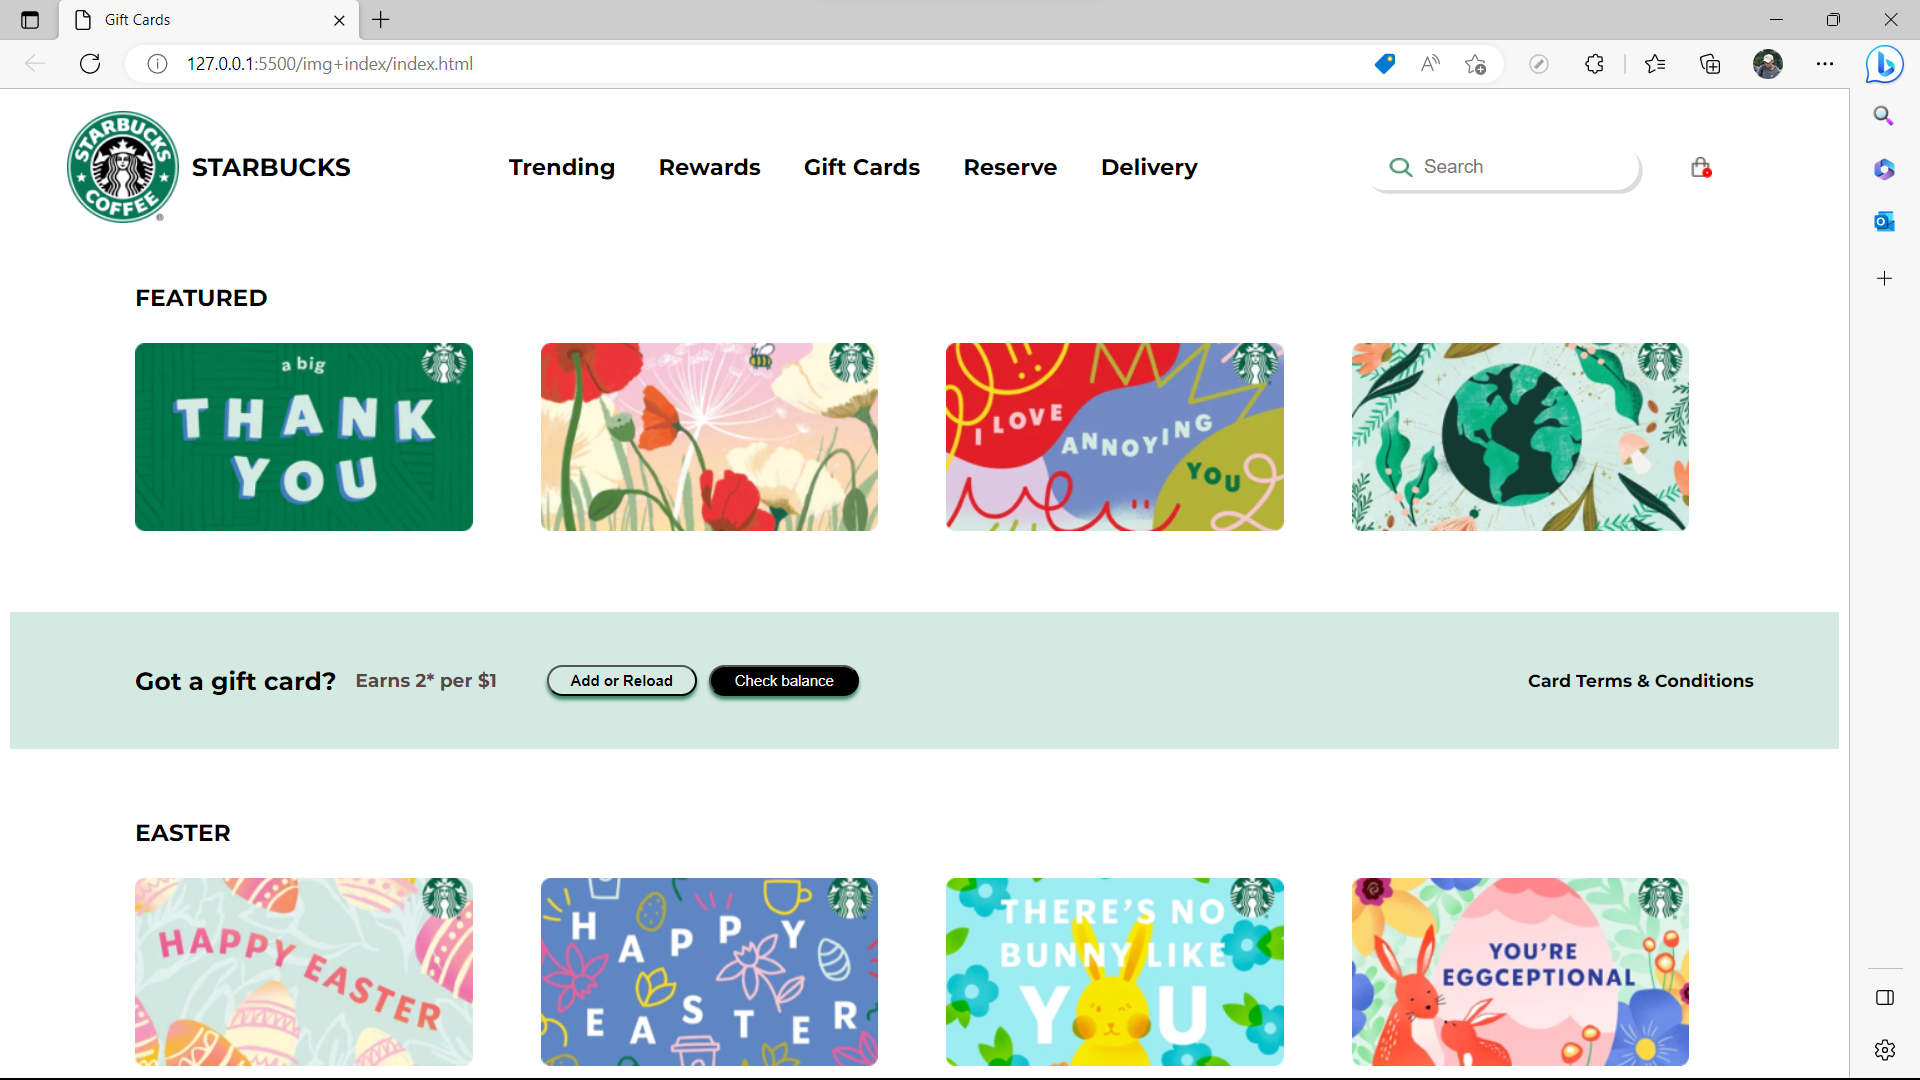 Gift Cards
127.0.0.1:5500/img+index/index.html
STARBUCKS
COFFEE
®
STARBUCKS
Trending
Rewards
Gift Cards
Reserve
Delivery
Search
FEATURED
a big
THANK
YOU
I LOVE
ANNOYING
YOU
Got a gift card?
Earns 2* per $1
Add or Reload
Check balance
Card Terms & Conditions
EASTER
HAPPY EASTER
HAPPY
EASTER
THERE'S NO
BUNNY LIKE
YOU
YOU'RE
EGGCEPTIONAL